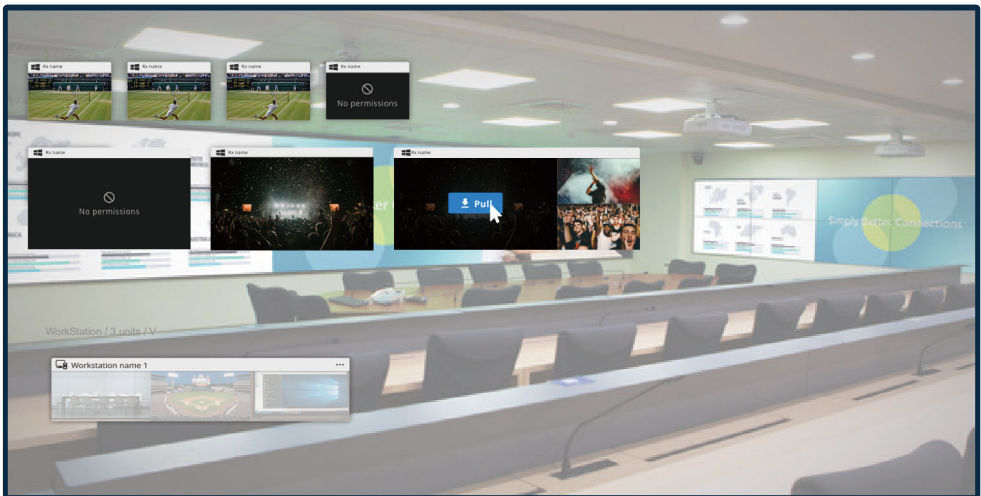 Rx name
Rx name
Rx name
Rx name
No permissions
Rx name
Rx name
Rx name
No permissions
Pull
Simply Better Connections
WorkStation / 3 units / V
Workstation name 1